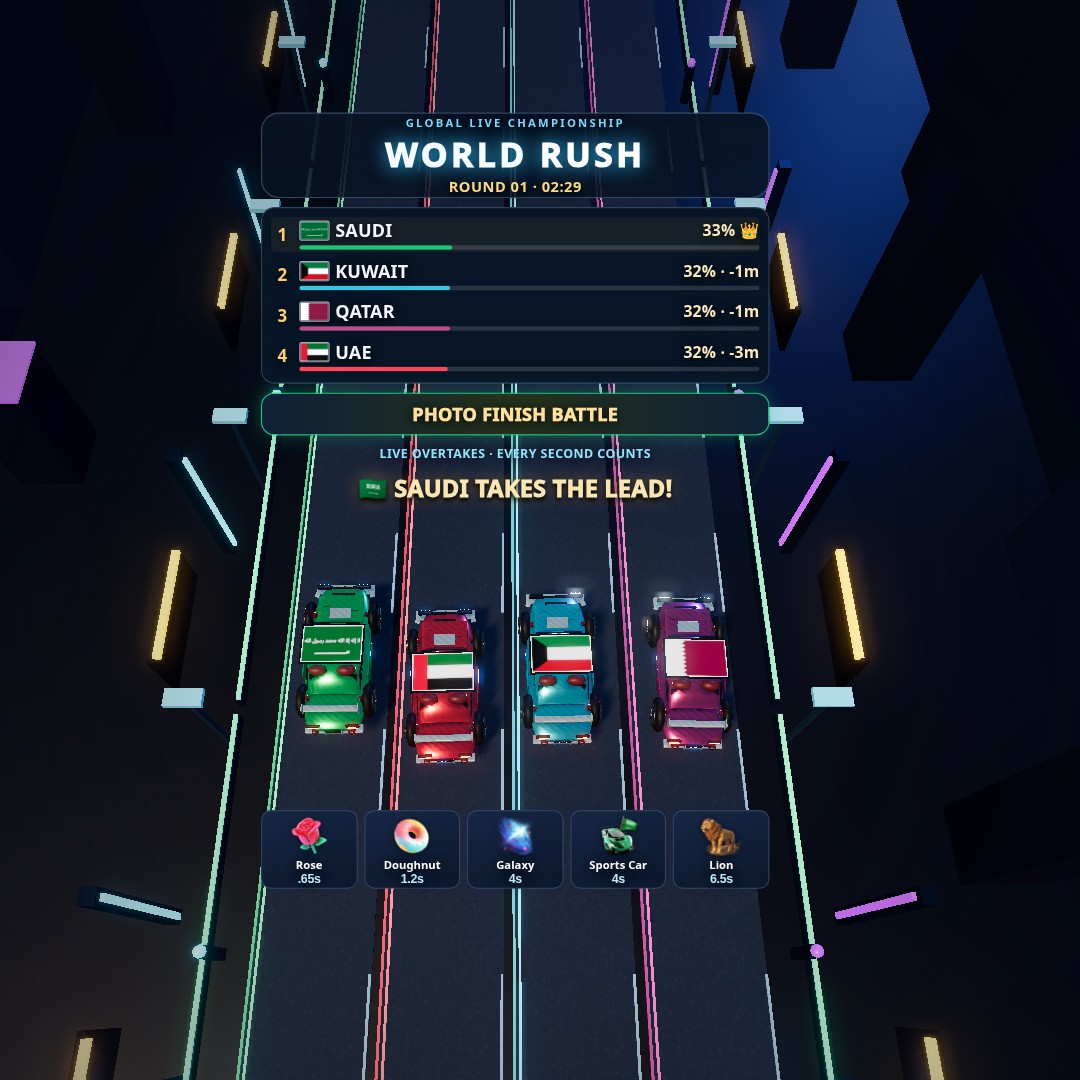 GLOBAL LIVE CHAMPIONSHIP
WORLD RUSH
ROUND 01 · 02:29
1 SAUDI 33% 👑
2 KUWAIT 32% · -1m
3 QATAR 32% · -1m
4 UAE 32% · -3m
PHOTO FINISH BATTLE
LIVE OVERTAKES · EVERY SECOND COUNTS
🇸🇦 SAUDI TAKES THE LEAD!
Rose Doughnut Galaxy Sports Car Lion
.65s 1.2s 4s 4s 6.5s